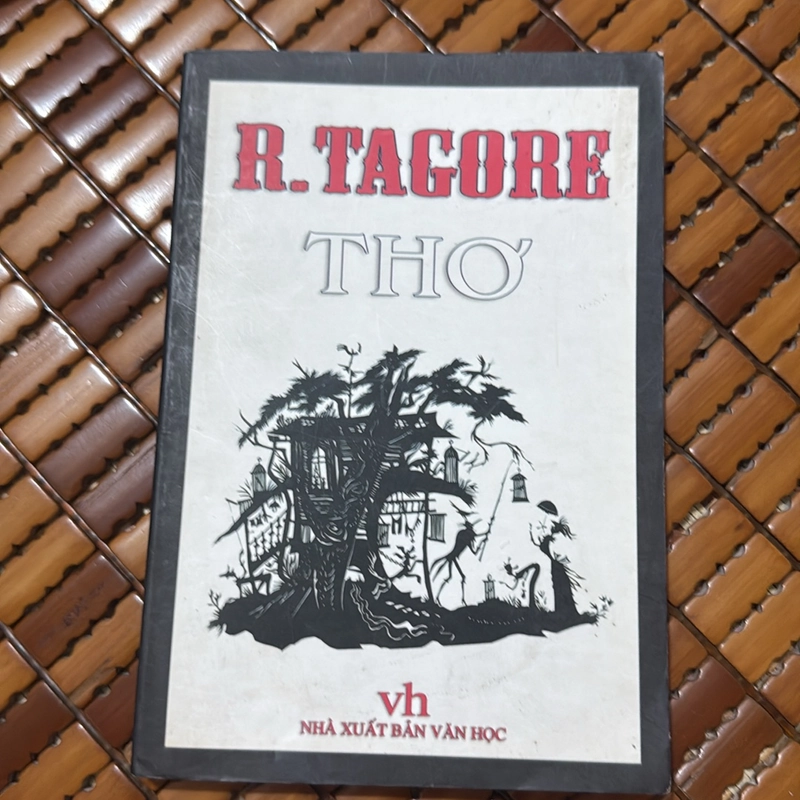 R. TAGORE
THƠ
vh
NHÀ XUẤT BẢN VĂN HỌC